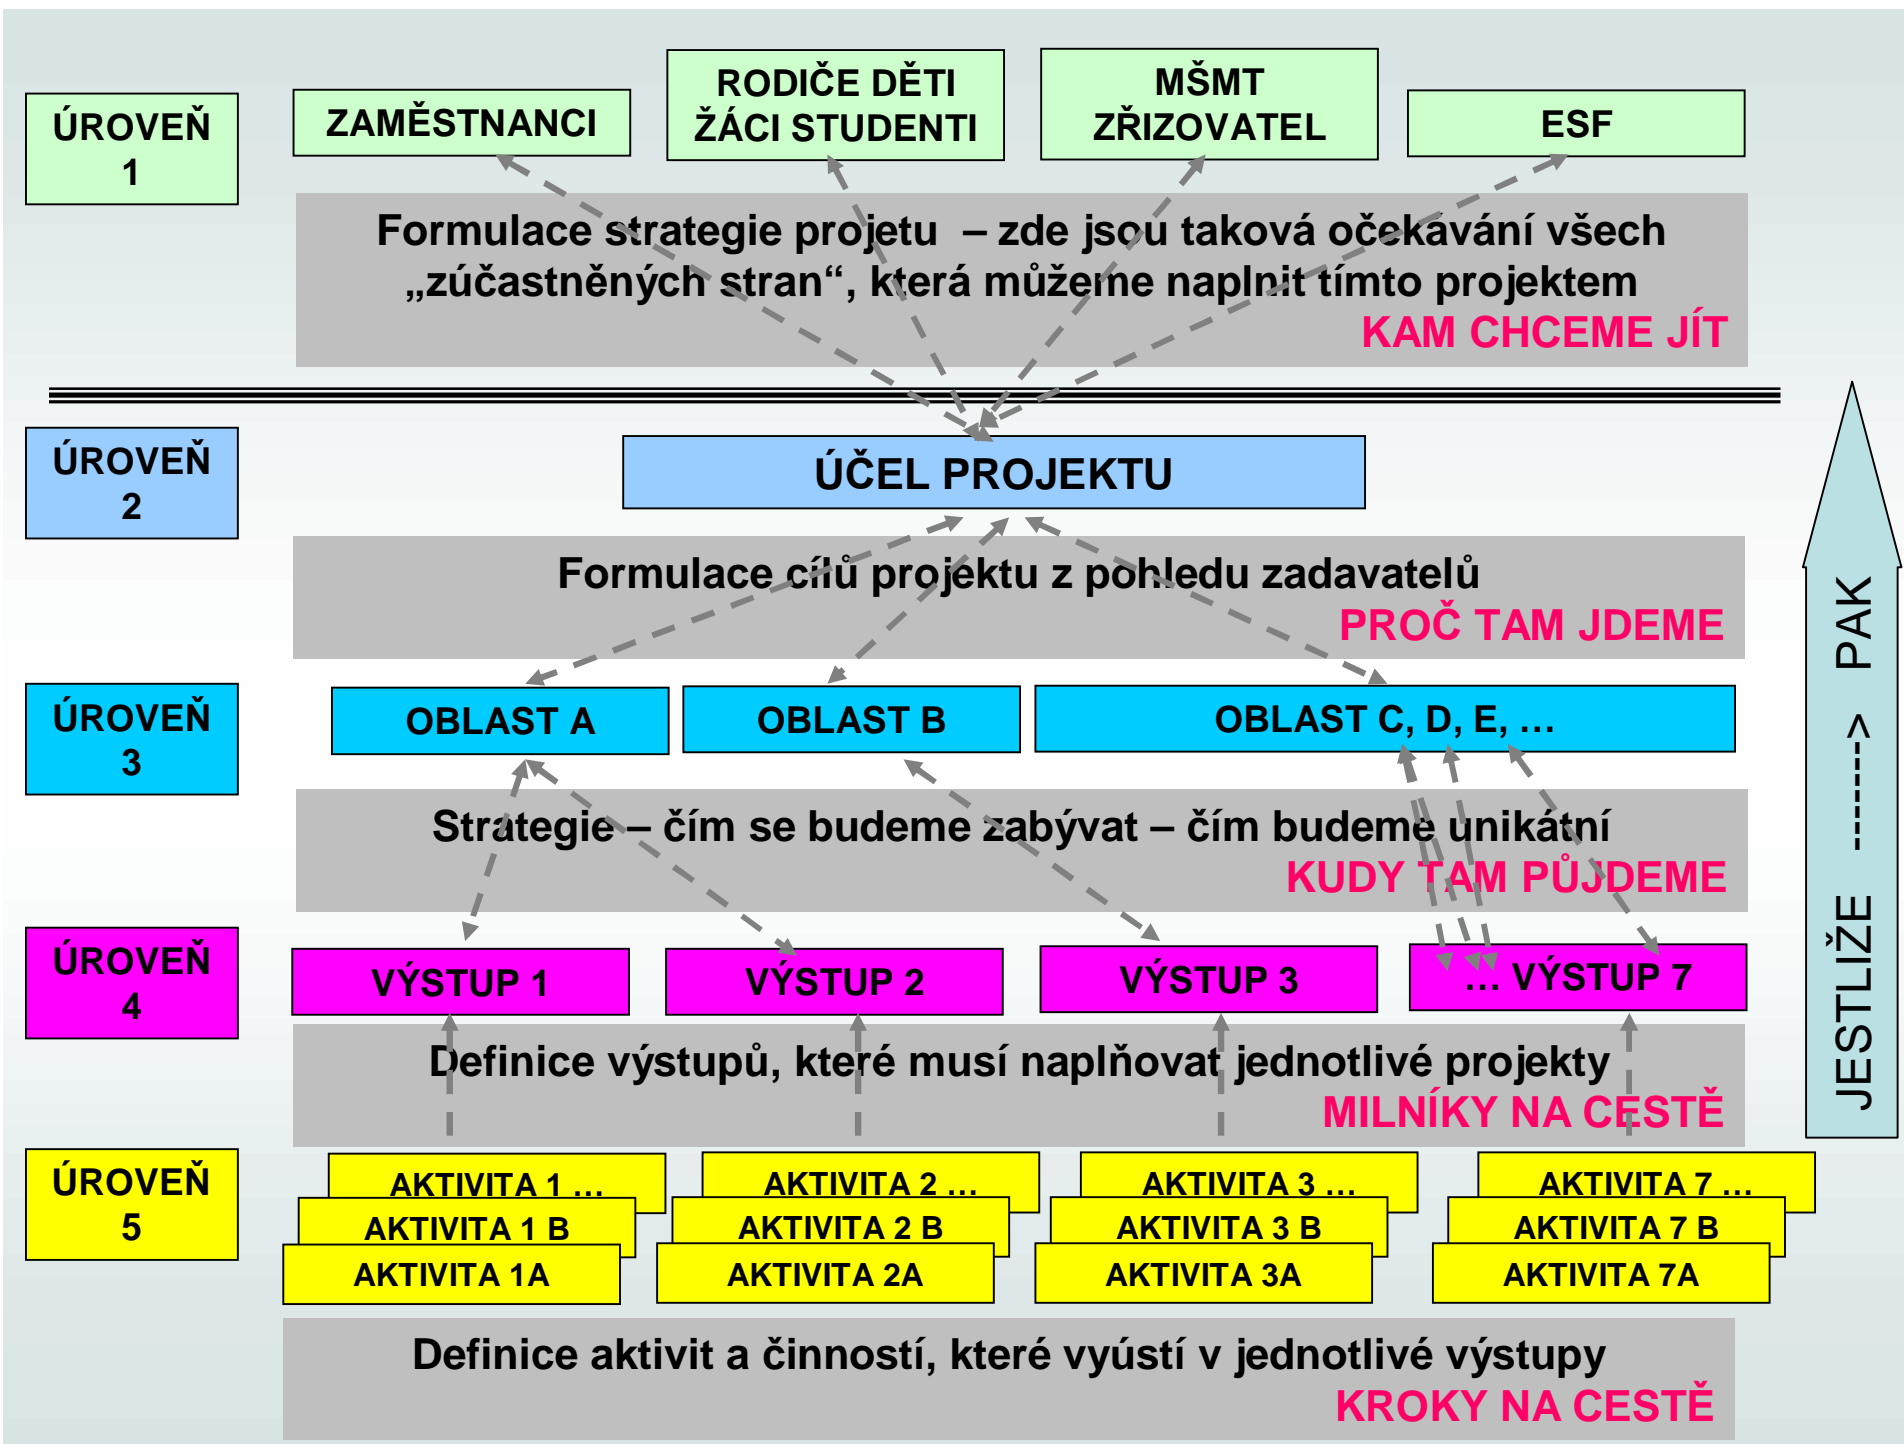 ÚROVEŇ
1
ZAMĚSTNANCI
RODIČE DĚTI
ŽÁCI STUDENTI
MŠMT
ZŘIZOVATEL
ESF
Formulace strategie projetu – zde jsou taková očekávání všech
„zúčastněných stran“, která můžeme naplnit tímto projektem
KAM CHCEME JÍT
ÚROVEŇ
2
ÚČEL PROJEKTU
Formulace cílů projektu z pohledu zadavatelů
PROČ TAM JDEME
ÚROVEŇ
3
OBLAST A
OBLAST B
OBLAST C, D, E, …
Strategie – čím se budeme zabývat – čím budeme unikátní
KUDY TAM PŮJDEME
ÚROVEŇ
4
VÝSTUP 1
VÝSTUP 2
VÝSTUP 3
… VÝSTUP 7
Definice výstupů, které musí naplňovat jednotlivé projekty
MILNÍKY NA CESTĚ
ÚROVEŇ
5
AKTIVITA 1 …
AKTIVITA 1 B
AKTIVITA 1A
AKTIVITA 2 …
AKTIVITA 2 B
AKTIVITA 2A
AKTIVITA 3 …
AKTIVITA 3 B
AKTIVITA 3A
AKTIVITA 7 …
AKTIVITA 7 B
AKTIVITA 7A
Definice aktivit a činností, které vyústí v jednotlivé výstupy
KROKY NA CESTĚ
JESTLIŽE --------> PAK